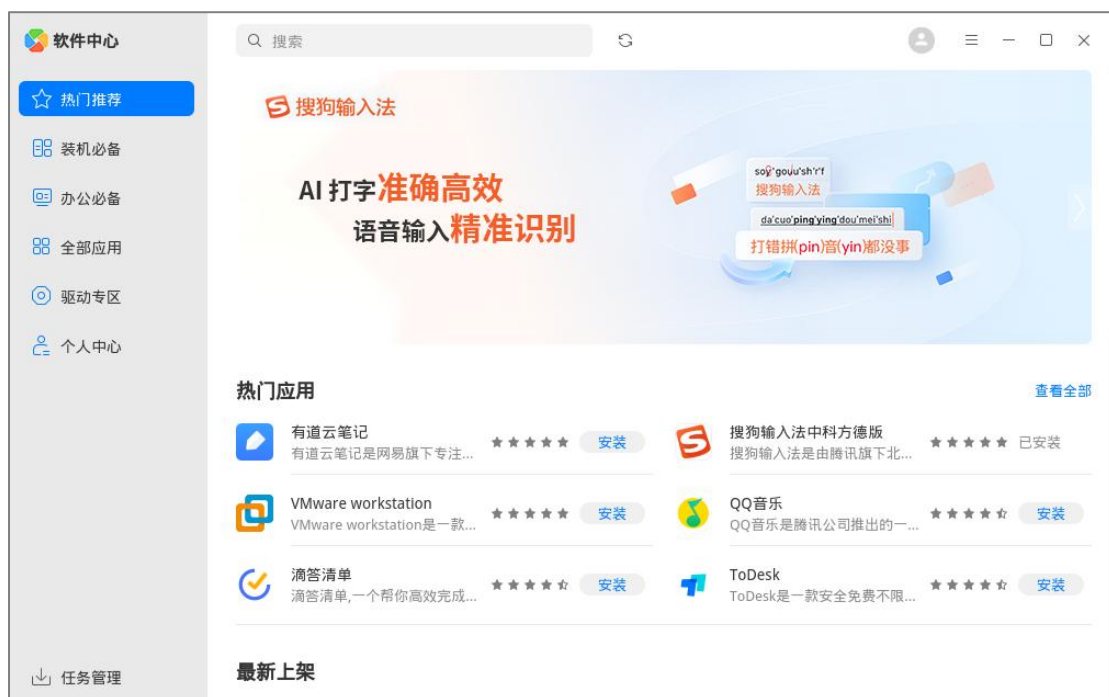 软件中心
搜索
热门推荐
装机必备
办公必备
全部应用
驱动专区
个人中心
任务管理
搜狗输入法
AI 打字准确高效
语音输入精准识别
搜狗输入法
da'cuo'ping'ying'dou'mei'shi
打错拼(pin)音(yin)都没事
热门应用
查看全部
有道云笔记
有道云笔记是网易旗下专注...
安装
搜狗输入法中科方德版
搜狗输入法是由腾讯旗下北...
已安装
VMware workstation
VMware workstation是一款...
安装
QQ音乐
QQ音乐是腾讯公司推出的一...
安装
滴答清单
滴答清单,一个帮你高效完成...
安装
ToDesk
ToDesk是一款安全免费不限...
安装
最新上架